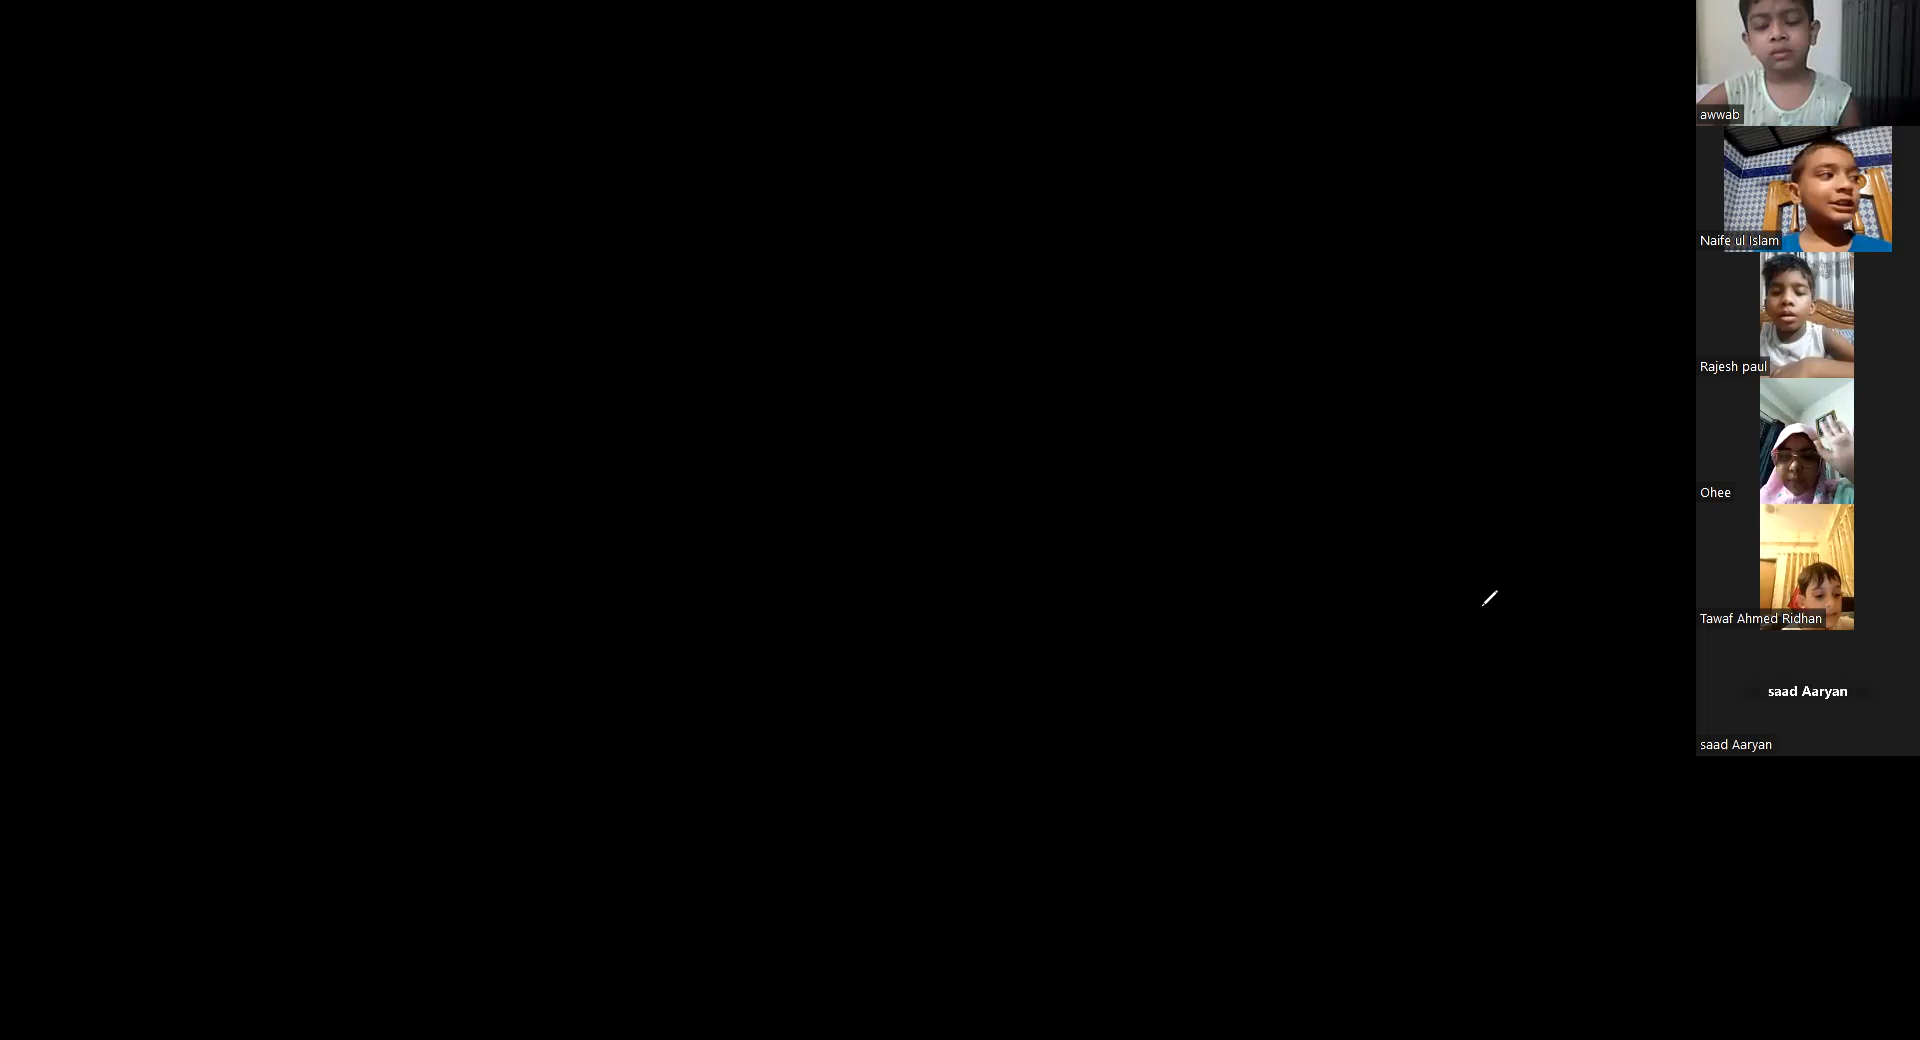 awwab
Naife ul Islam
Rajesh paul
Ohee
Tawaf Ahmed Ridhan
saad Aaryan
saad Aaryan